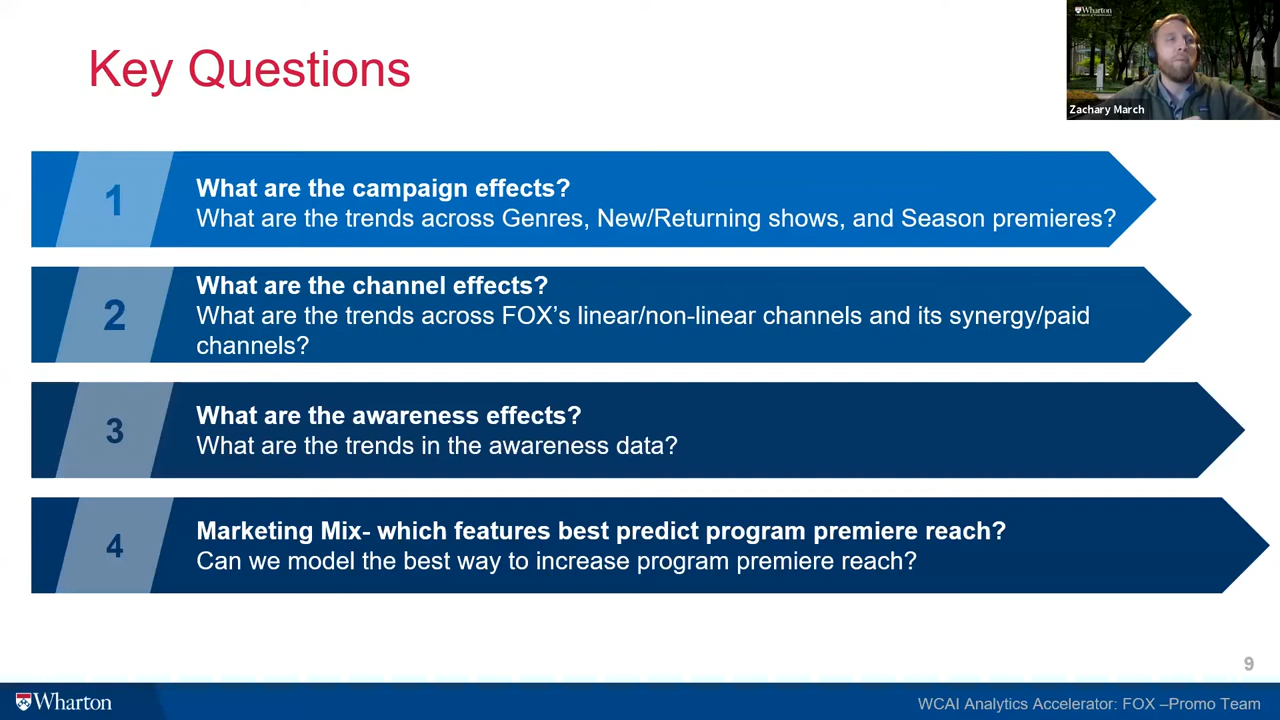 Key Questions
Wharton
Zachary March
1
What are the campaign effects?
What are the trends across Genres, New/Returning shows, and Season premieres?
2
What are the channel effects?
What are the trends across FOX’s linear/non-linear channels and its synergy/paid
channels?
3
What are the awareness effects?
What are the trends in the awareness data?
4
Marketing Mix- which features best predict program premiere reach?
Can we model the best way to increase program premiere reach?
9
Wharton
WCAI Analytics Accelerator: FOX –Promo Team